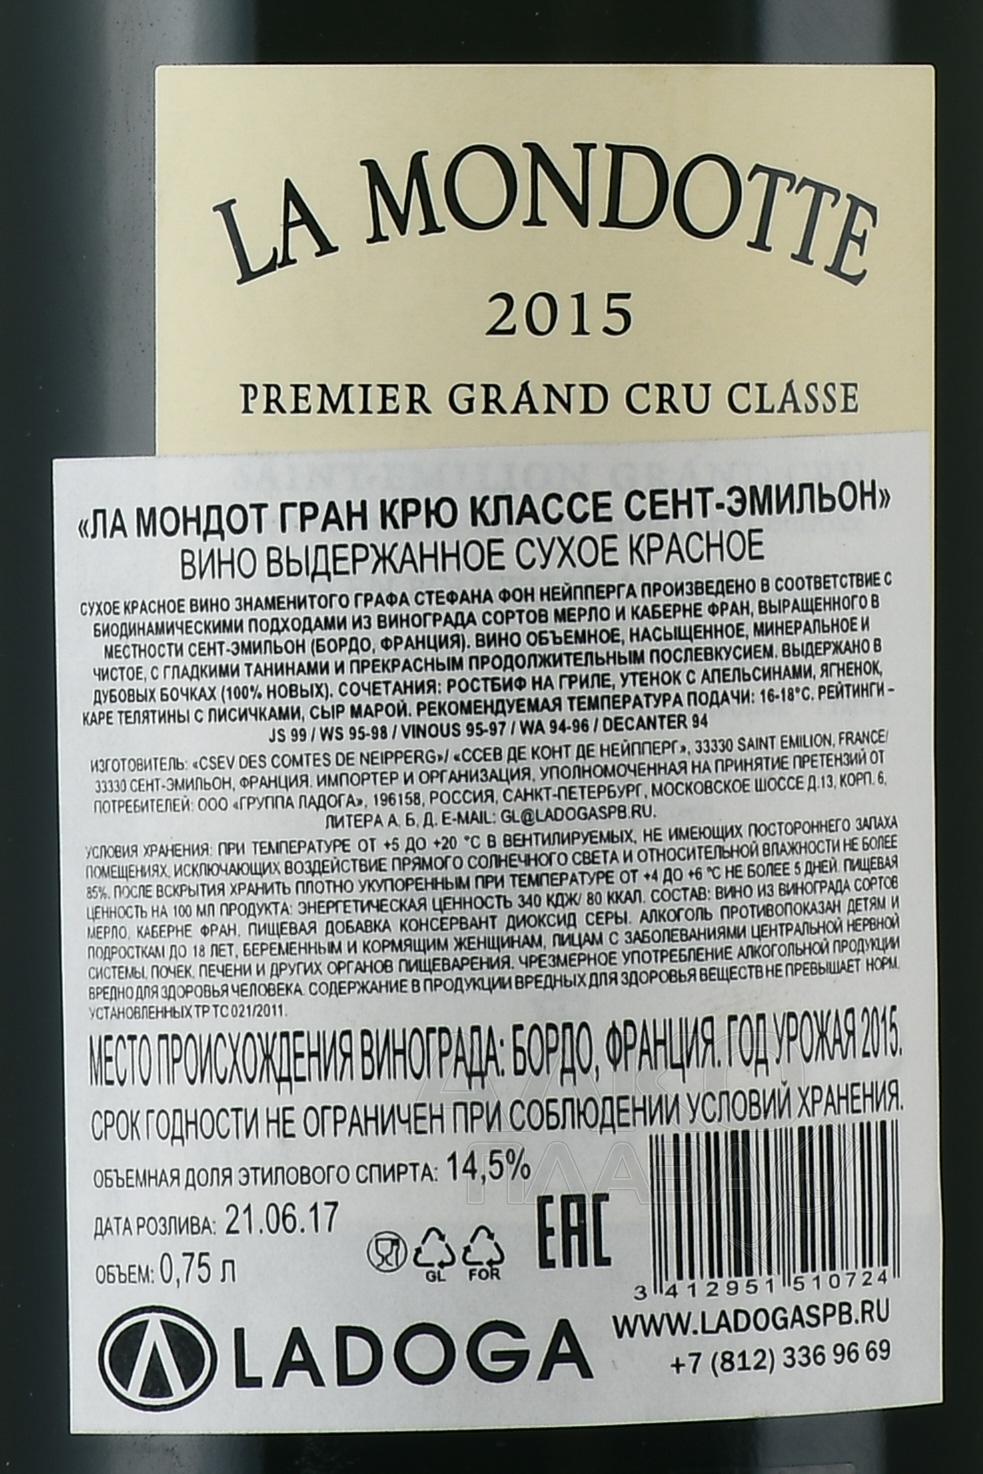 LA MONDOTTE
2015
PREMIER GRAND CRU CLASSE
SAINT-EMILION GRAND CRU
«ЛА МОНДОТ ГРАН КРЮ КЛАССЕ СЕНТ-ЭМИЛЬОН»
ВИНО ВЫДЕРЖАННОЕ СУХОЕ КРАСНОЕ
СУХОЕ КРАСНОЕ ВИНО ЗНАМЕНИТОГО ГРАФА СТЕФАНА ФОН НЕЙППЕРГА ПРОИЗВЕДЕНО В СООТВЕТСТВИЕ С
БИОДИНАМИЧЕСКИМИ ПОДХОДАМИ ИЗ ВИНОГРАДА СОРТОВ МЕРЛО И КАБЕРНЕ ФРАН, ВЫРАЩЕННОГО В
МЕСТНОСТИ СЕНТ-ЭМИЛЬОН (БОРДО, ФРАНЦИЯ). ВИНО ОБЪЕМНОЕ, НАСЫЩЕННОЕ, МИНЕРАЛЬНОЕ И
ЧИСТОЕ, С ГЛАДКИМИ ТАНИНАМИ И ПРЕКРАСНЫМ ПРОДОЛЖИТЕЛЬНЫМ ПОСЛЕВКУСИЕМ. ВЫДЕРЖАНО В
ДУБОВЫХ БОЧКАХ (100% НОВЫХ). СОЧЕТАНИЯ: РОСТБИФ НА ГРИЛЕ, УТЕНОК С АПЕЛЬСИНАМИ, ЯГНЕНОК,
КАРЕ ТЕЛЯТИНЫ С ЛИСИЧКАМИ, СЫР МАРОЙ. РЕКОМЕНДУЕМАЯ ТЕМПЕРАТУРА ПОДАЧИ: 16-18°С. РЕЙТИНГИ –
JS 99 / WS 95-98 / VINOUS 95-97 / WA 94-96 / DECANTER 94
ИЗГОТОВИТЕЛЬ: «CSEV DES COMTES DE NEIPPERG»/ «ССЕВ ДЕ КОНТ ДЕ НЕЙППЕРГ», 33330 SAINT EMILION, FRANCE/
33330 СЕНТ-ЭМИЛЬОН, ФРАНЦИЯ. ИМПОРТЕР И ОРГАНИЗАЦИЯ, УПОЛНОМОЧЕННАЯ НА ПРИНЯТИЕ ПРЕТЕНЗИЙ ОТ
ПОТРЕБИТЕЛЕЙ: ООО «ГРУППА ЛАДОГА», 196158, РОССИЯ, САНКТ-ПЕТЕРБУРГ, МОСКОВСКОЕ ШОССЕ Д.13, КОРП. 6,
ЛИТЕРА А, Б, Д. E-MAIL: GL@LADOGASPB.RU.
УСЛОВИЯ ХРАНЕНИЯ: ПРИ ТЕМПЕРАТУРЕ ОТ +5 ДО +20 °С В ВЕНТИЛИРУЕМЫХ, НЕ ИМЕЮЩИХ ПОСТОРОННЕГО ЗАПАХА
ПОМЕЩЕНИЯХ, ИСКЛЮЧАЮЩИХ ВОЗДЕЙСТВИЕ ПРЯМОГО СОЛНЕЧНОГО СВЕТА И ОТНОСИТЕЛЬНОЙ ВЛАЖНОСТИ НЕ БОЛЕЕ
85%. ПОСЛЕ ВСКРЫТИЯ ХРАНИТЬ ПЛОТНО УКУПОРЕННЫМ ПРИ ТЕМПЕРАТУРЕ ОТ +4 ДО +6 °С НЕ БОЛЕЕ 5 ДНЕЙ. ПИЩЕВАЯ
ЦЕННОСТЬ НА 100 МЛ ПРОДУКТА: ЭНЕРГЕТИЧЕСКАЯ ЦЕННОСТЬ 340 КДЖ/ 80 ККАЛ. СОСТАВ: ВИНО ИЗ ВИНОГРАДА СОРТОВ
МЕРЛО, КАБЕРНЕ ФРАН, ПИЩЕВАЯ ДОБАВКА КОНСЕРВАНТ ДИОКСИД СЕРЫ. АЛКОГОЛЬ ПРОТИВОПОКАЗАН ДЕТЯМ И
ПОДРОСТКАМ ДО 18 ЛЕТ, БЕРЕМЕННЫМ И КОРМЯЩИМ ЖЕНЩИНАМ, ЛИЦАМ С ЗАБОЛЕВАНИЯМИ ЦЕНТРАЛЬНОЙ НЕРВНОЙ
СИСТЕМЫ, ПОЧЕК, ПЕЧЕНИ И ДРУГИХ ОРГАНОВ ПИЩЕВАРЕНИЯ. ЧРЕЗМЕРНОЕ УПОТРЕБЛЕНИЕ АЛКОГОЛЬНОЙ ПРОДУКЦИИ
ВРЕДНО ДЛЯ ЗДОРОВЬЯ ЧЕЛОВЕКА. СОДЕРЖАНИЕ В ПРОДУКЦИИ ВРЕДНЫХ ДЛЯ ЗДОРОВЬЯ ВЕЩЕСТВ НЕ ПРЕВЫШАЕТ НОРМ,
УСТАНОВЛЕННЫХ ТР ТС 021/2011.
МЕСТО ПРОИСХОЖДЕНИЯ ВИНОГРАДА: БОРДО, ФРАНЦИЯ. ГОД УРОЖАЯ 2015.
СРОК ГОДНОСТИ НЕ ОГРАНИЧЕН ПРИ СОБЛЮДЕНИИ УСЛОВИЙ ХРАНЕНИЯ.
ОБЪЕМНАЯ ДОЛЯ ЭТИЛОВОГО СПИРТА: 14,5%
ДАТА РОЗЛИВА: 21.06.17
ОБЪЕМ: 0,75 л
GL FOR
EAC
3 412951 510724
LADOGA
WWW.LADOGASPB.RU
+7 (812) 336 96 69